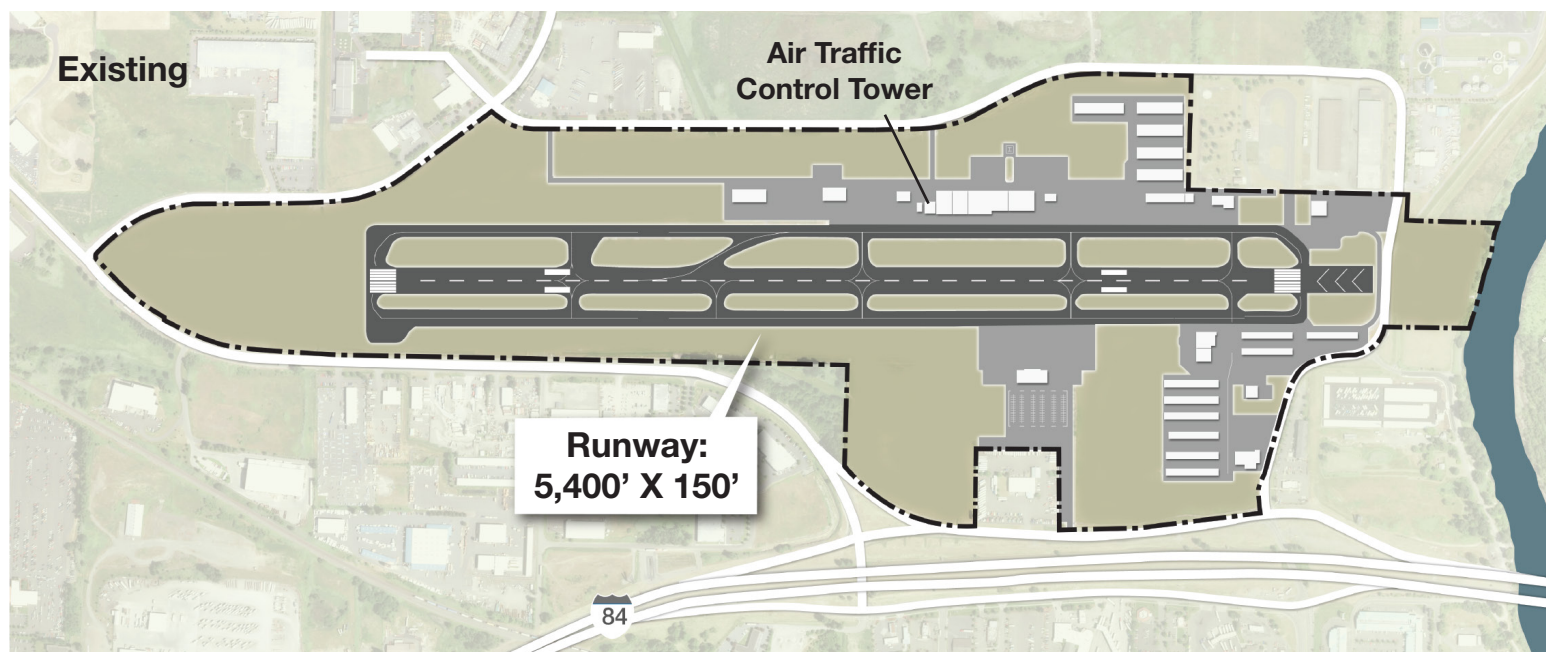 Existing
Air Traffic
Control Tower
Runway:
5,400’ X 150’
84